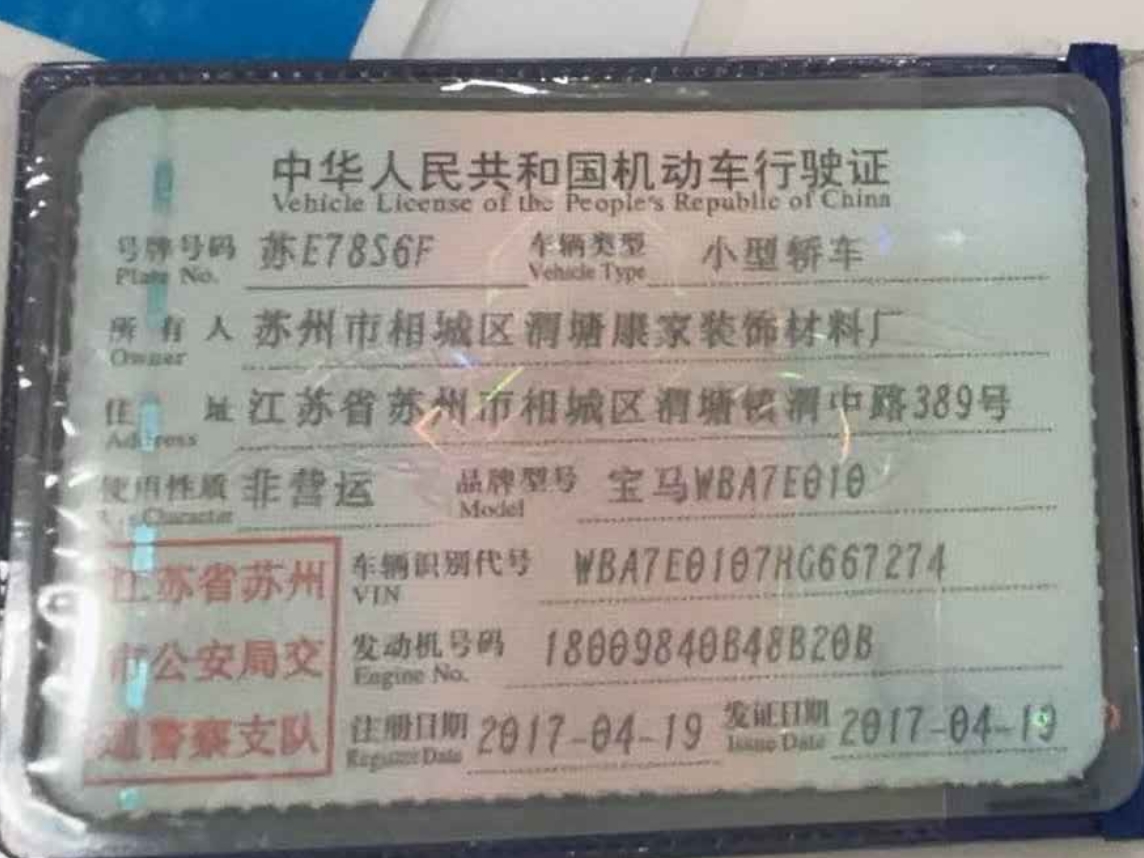 中华人民共和国机动车行驶证
Vehicle License of the People's Republic of China
号牌号码 苏E78S6F 车辆类型 小型轿车
Plate No. Vehicle Type
所有人 苏州市相城区渭塘康家装饰材料厂
Owner
住址 江苏省苏州市相城区渭塘镇渭中路389号
Address
使用性质 非营运 品牌型号 宝马WBA7E010
Character Model
江苏省苏州 车辆识别代号 WBA7E0107HG667274
VIN
市公安局交 发动机号码 18009840B48B20B
Engine No.
通警察支队 注册日期 2017-04-19 发证日期 2017-04-19
Register Date Issue Date